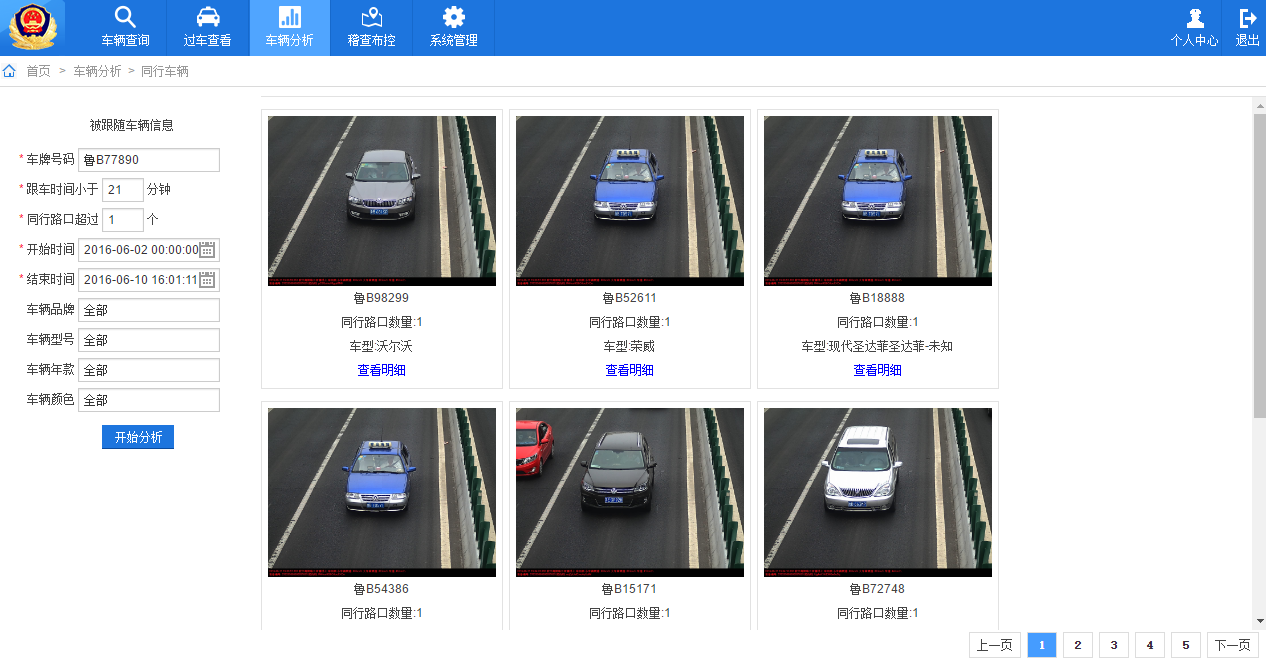 车辆查询
过车查看
车辆分析
稽查布控
系统管理
个人中心
退出
首页 > 车辆分析 > 同行车辆
被跟随车辆信息
* 车牌号码 鲁B77890
* 跟车时间小于 21 分钟
* 同行路口超过 1 个
* 开始时间 2016-06-02 00:00:00
* 结束时间 2016-06-10 16:01:11
车辆品牌 全部
车辆型号 全部
车辆年款 全部
车辆颜色 全部
开始分析
鲁B98299
同行路口数量:1
车型:沃尔沃
查看明细
鲁B52611
同行路口数量:1
车型:荣威
查看明细
鲁B18888
同行路口数量:1
车型:现代圣达菲圣达菲-未知
查看明细
鲁B54386
同行路口数量:1
鲁B15171
同行路口数量:1
鲁B72748
同行路口数量:1
上一页 1 2 3 4 5 下一页